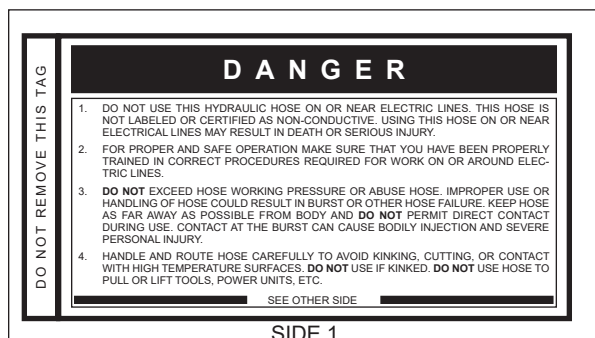 DO NOT REMOVE THIS TAG
D A N G E R
1. DO NOT USE THIS HYDRAULIC HOSE ON OR NEAR ELECTRIC LINES. THIS HOSE IS
NOT LABELED OR CERTIFIED AS NON-CONDUCTIVE. USING THIS HOSE ON OR NEAR
ELECTRICAL LINES MAY RESULT IN DEATH OR SERIOUS INJURY.
2. FOR PROPER AND SAFE OPERATION MAKE SURE THAT YOU HAVE BEEN PROPERLY
TRAINED IN CORRECT PROCEDURES REQUIRED FOR WORK ON OR AROUND ELEC-
TRIC LINES.
3. DO NOT EXCEED HOSE WORKING PRESSURE OR ABUSE HOSE. IMPROPER USE OR
HANDLING OF HOSE COULD RESULT IN BURST OR OTHER HOSE FAILURE. KEEP HOSE
AS FAR AWAY AS POSSIBLE FROM BODY AND DO NOT PERMIT DIRECT CONTACT
DURING USE. CONTACT AT THE BURST CAN CAUSE BODILY INJECTION AND SEVERE
PERSONAL INJURY.
4. HANDLE AND ROUTE HOSE CAREFULLY TO AVOID KINKING, CUTTING, OR CONTACT
WITH HIGH TEMPERATURE SURFACES. DO NOT USE IF KINKED. DO NOT USE HOSE TO
PULL OR LIFT TOOLS, POWER UNITS, ETC.
SEE OTHER SIDE
SIDE 1